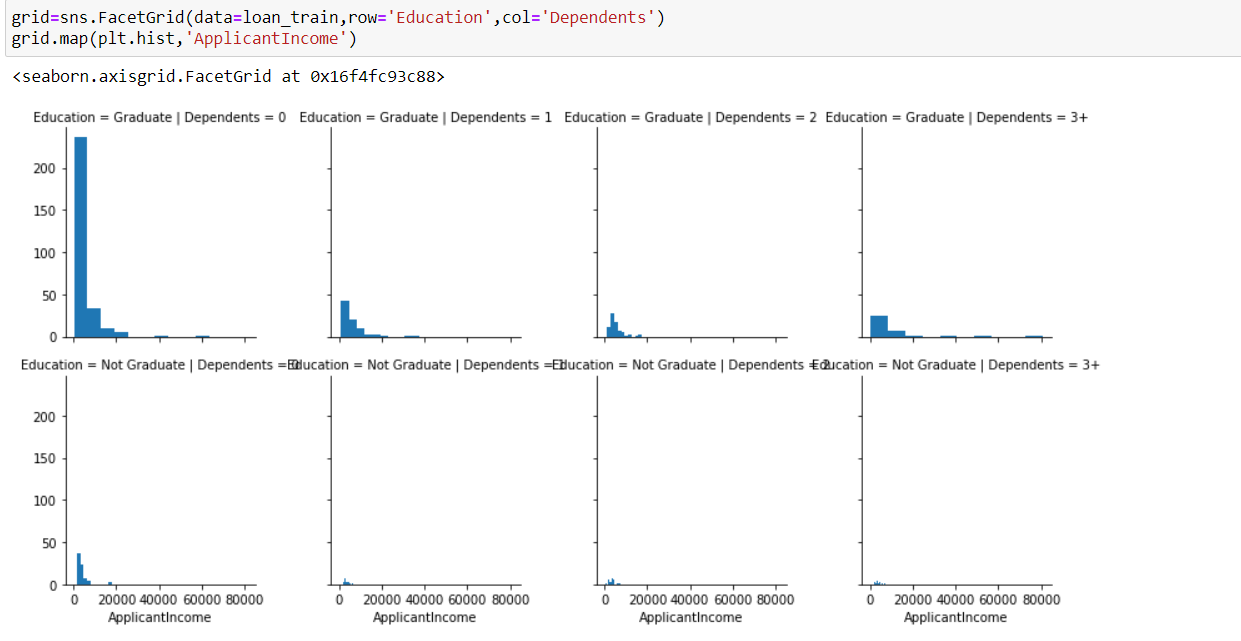 grid=sns.FacetGrid(data=loan_train,row='Education',col='Dependents')
grid.map(plt.hist,'ApplicantIncome')
<seaborn.axisgrid.FacetGrid at 0x16f4fc93c88>
Education = Graduate | Dependents = 0 Education = Graduate | Dependents = 1 Education = Graduate | Dependents = 2 Education = Graduate | Dependents = 3+
200
150
100
50
0
Education = Not Graduate | Dependents = 0 Education = Not Graduate | Dependents = 1 Education = Not Graduate | Dependents = 2 Education = Not Graduate | Dependents = 3+
200
150
100
50
0
0 20000 40000 60000 80000 0 20000 40000 60000 80000 0 20000 40000 60000 80000 0 20000 40000 60000 80000
ApplicantIncome ApplicantIncome ApplicantIncome ApplicantIncome